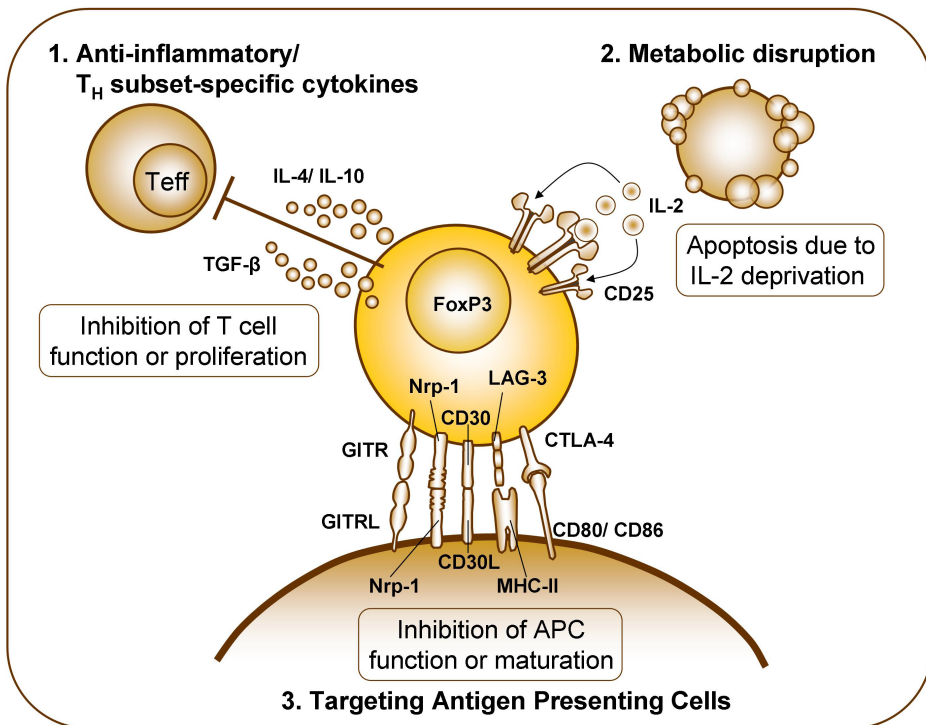 1. Anti-inflammatory/
TH subset-specific cytokines
2. Metabolic disruption
Teff
IL-4/ IL-10
TGF-β
IL-2
CD25
Apoptosis due to
IL-2 deprivation
FoxP3
Inhibition of T cell
function or proliferation
Nrp-1
LAG-3
CD30
GITR
CTLA-4
GITRL
CD80/ CD86
CD30L
Nrp-1
MHC-II
Inhibition of APC
function or maturation
3. Targeting Antigen Presenting Cells